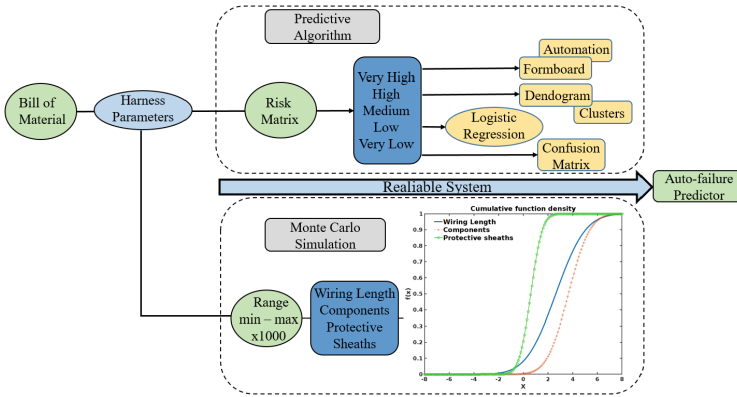 Predictive
Algorithm
Bill of
Material
Harness
Parameters
Risk
Matrix
Very High
High
Medium
Low
Very Low
Automation
Formboard
Dendogram
Clusters
Logistic
Regression
Confusion
Matrix
Realiable System
Auto-failure
Predictor
Monte Carlo
Simulation
Range
min – max
x1000
Wiring Length
Components
Protective
Sheaths
Cumulative function density
Wiring Length
Components
Protective sheaths
f(x)
1
0.9
0.8
0.7
0.6
0.5
0.4
0.3
0.2
0.1
0
-8 -6 -4 -2 0 2 4 6 8
X